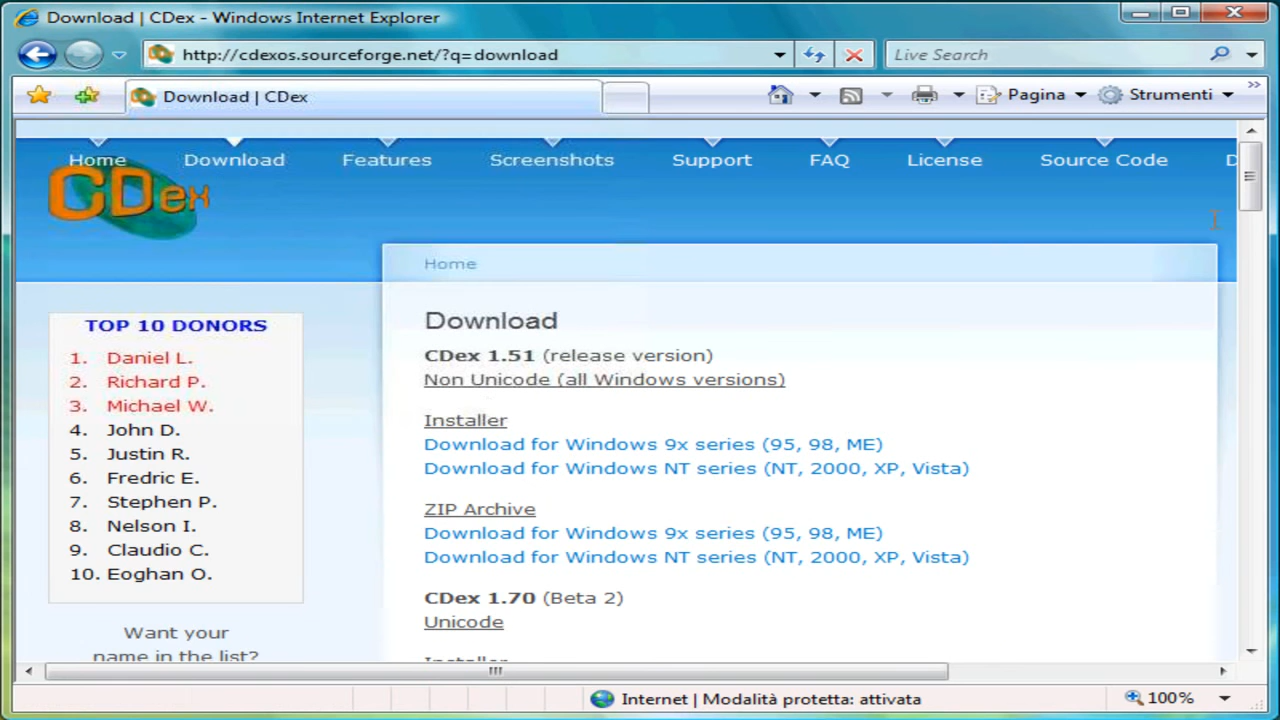 Download | CDex - Windows Internet Explorer
http://cdexos.sourceforge.net/?q=download
Live Search
Download | CDex
Pagina
Strumenti
Home Download Features Screenshots Support FAQ License Source Code D
CDex
Home
TOP 10 DONORS
1. Daniel L.
2. Richard P.
3. Michael W.
4. John D.
5. Justin R.
6. Fredric E.
7. Stephen P.
8. Nelson I.
9. Claudio C.
10. Eoghan O.
Want your
name in the list?
Download
CDex 1.51 (release version)
Non Unicode (all Windows versions)
Installer
Download for Windows 9x series (95, 98, ME)
Download for Windows NT series (NT, 2000, XP, Vista)
ZIP Archive
Download for Windows 9x series (95, 98, ME)
Download for Windows NT series (NT, 2000, XP, Vista)
CDex 1.70 (Beta 2)
Unicode
Installer
Internet | Modalità protetta: attivata
100%